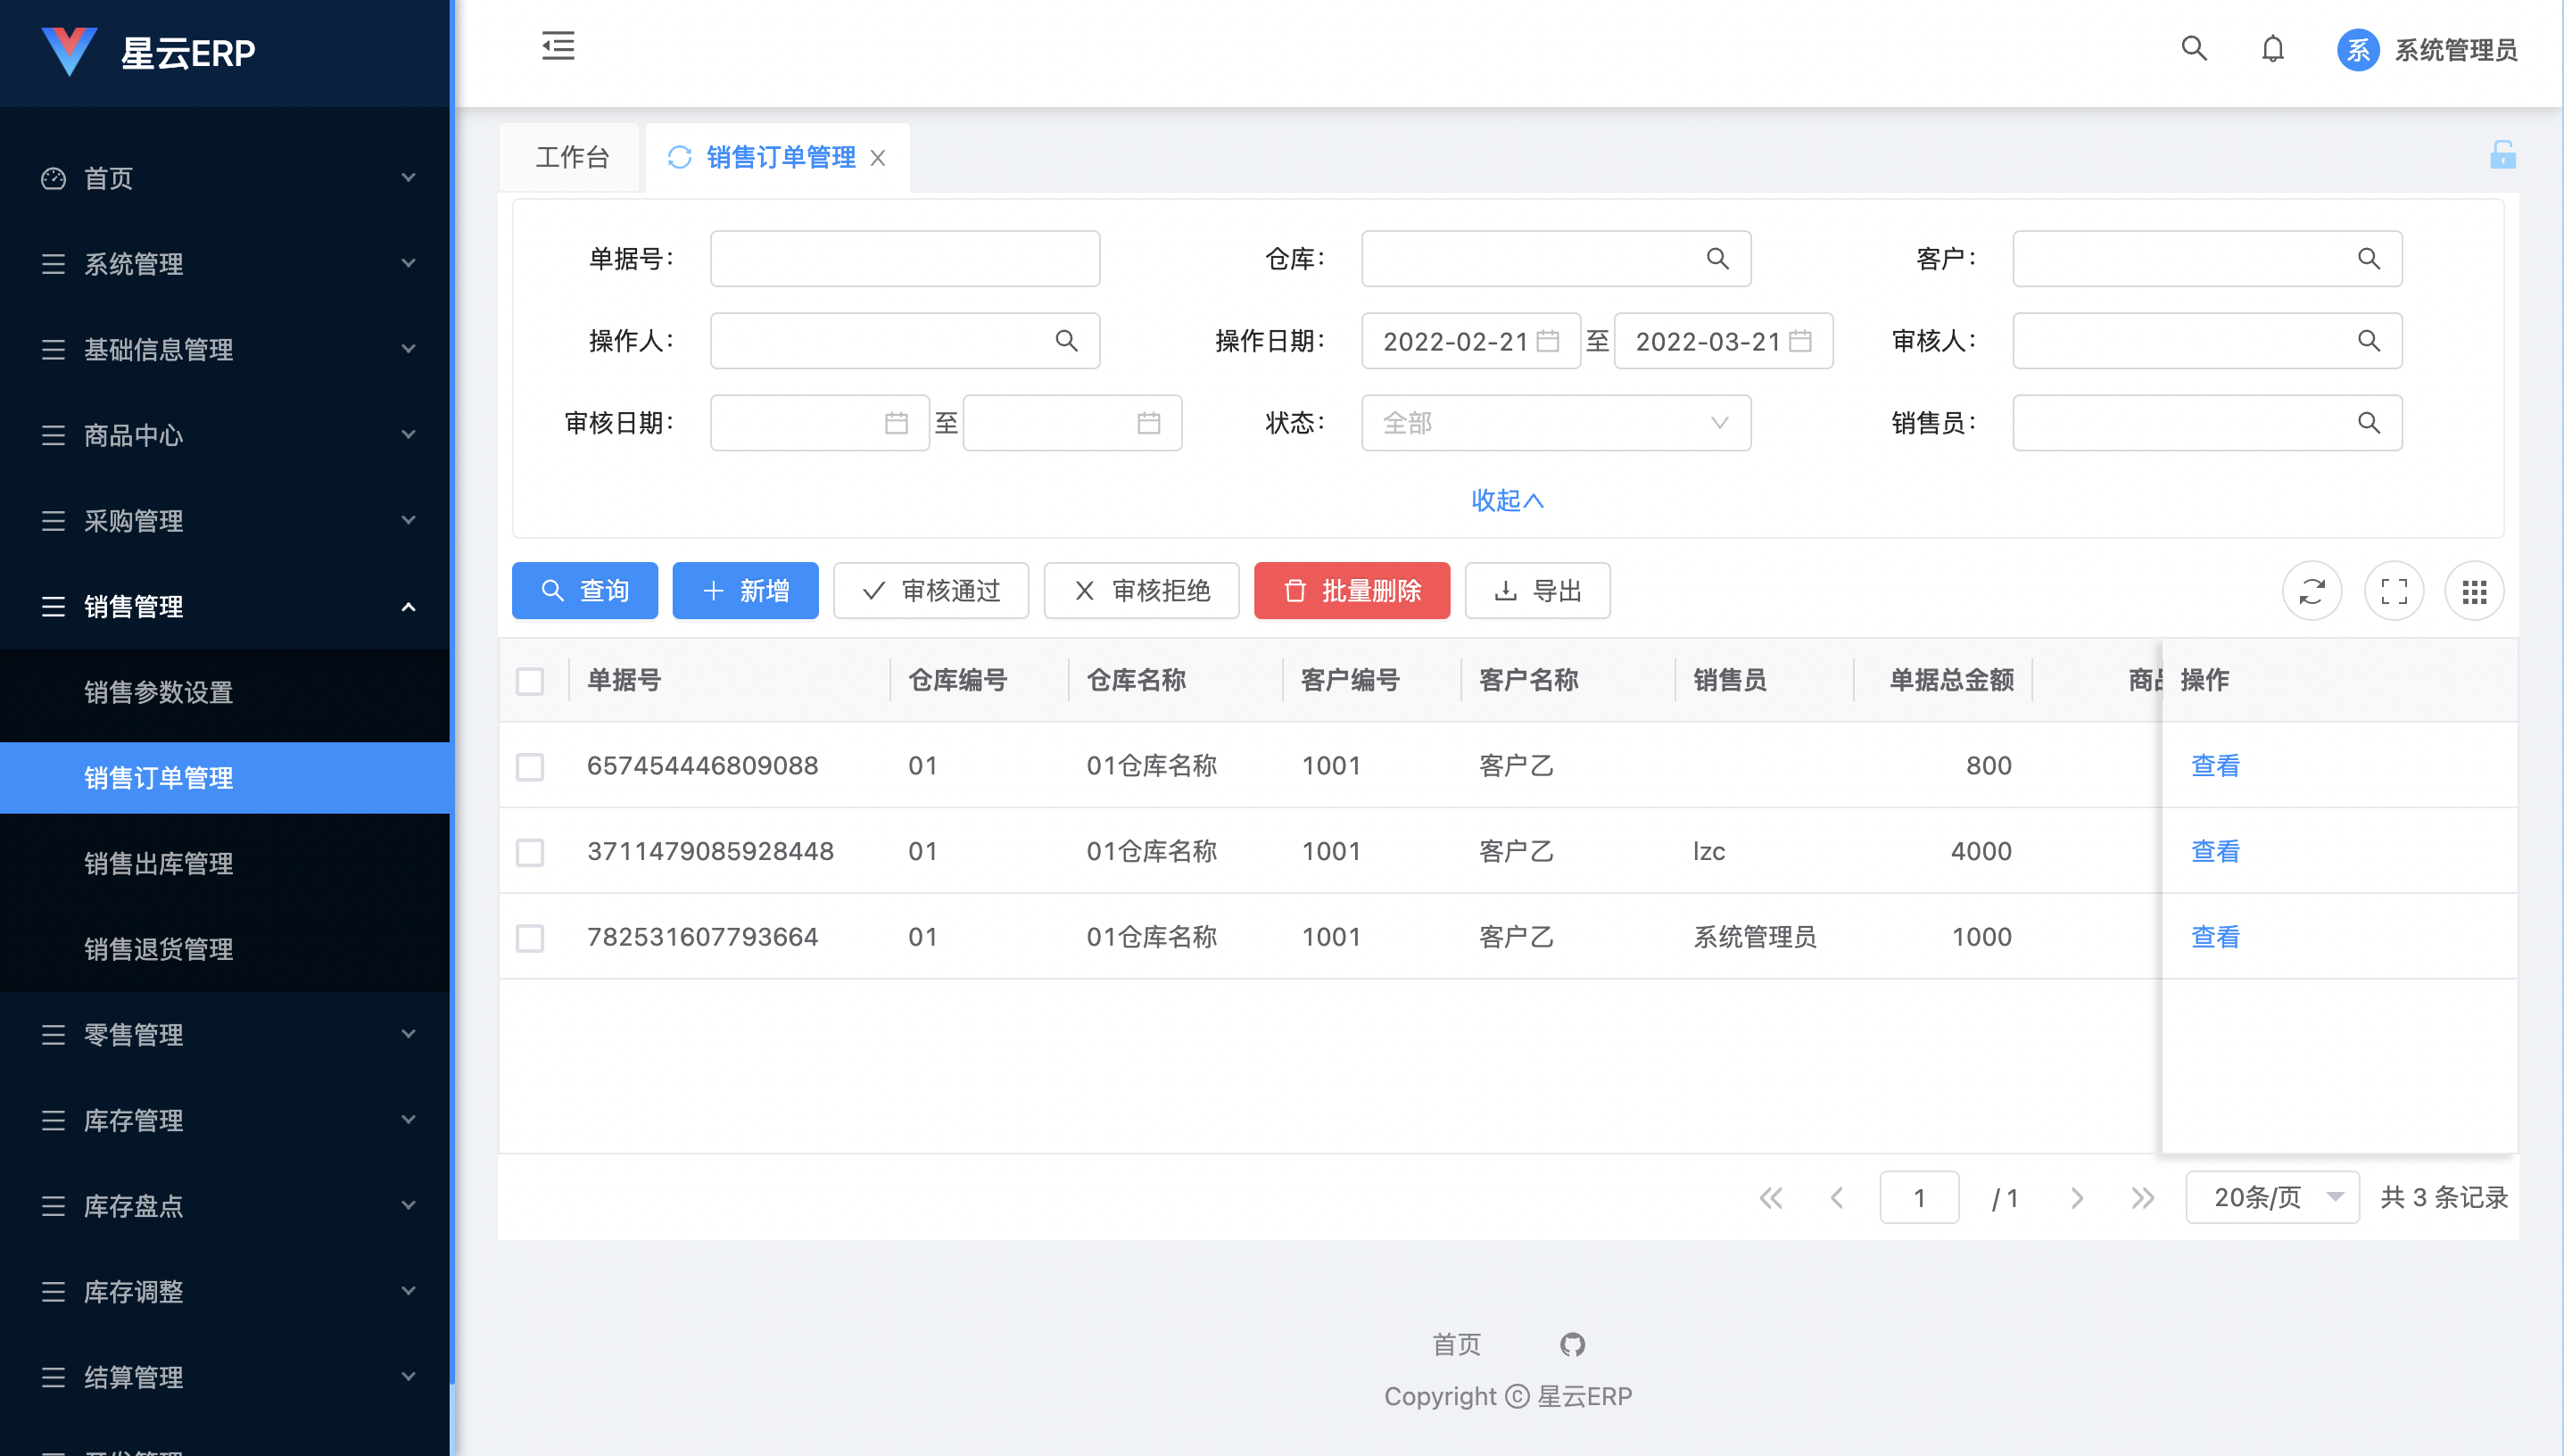 星云ERP
系 系统管理员
首页
系统管理
基础信息管理
商品中心
采购管理
销售管理
销售参数设置
销售订单管理
销售出库管理
销售退货管理
零售管理
库存管理
库存盘点
库存调整
结算管理
工作台 销售订单管理
单据号: 仓库: 客户:
操作人: 操作日期: 2022-02-21 至 2022-03-21 审核人:
审核日期: 至 状态: 全部 销售员:
收起
查询 新增 审核通过 审核拒绝 批量删除 导出
单据号 仓库编号 仓库名称 客户编号 客户名称 销售员 单据总金额 商品 操作
657454446809088 01 01仓库名称 1001 客户乙 800 查看
3711479085928448 01 01仓库名称 1001 客户乙 lzc 4000 查看
782531607793664 01 01仓库名称 1001 客户乙 系统管理员 1000 查看
1 / 1 20条/页 共 3 条记录
首页
Copyright © 星云ERP